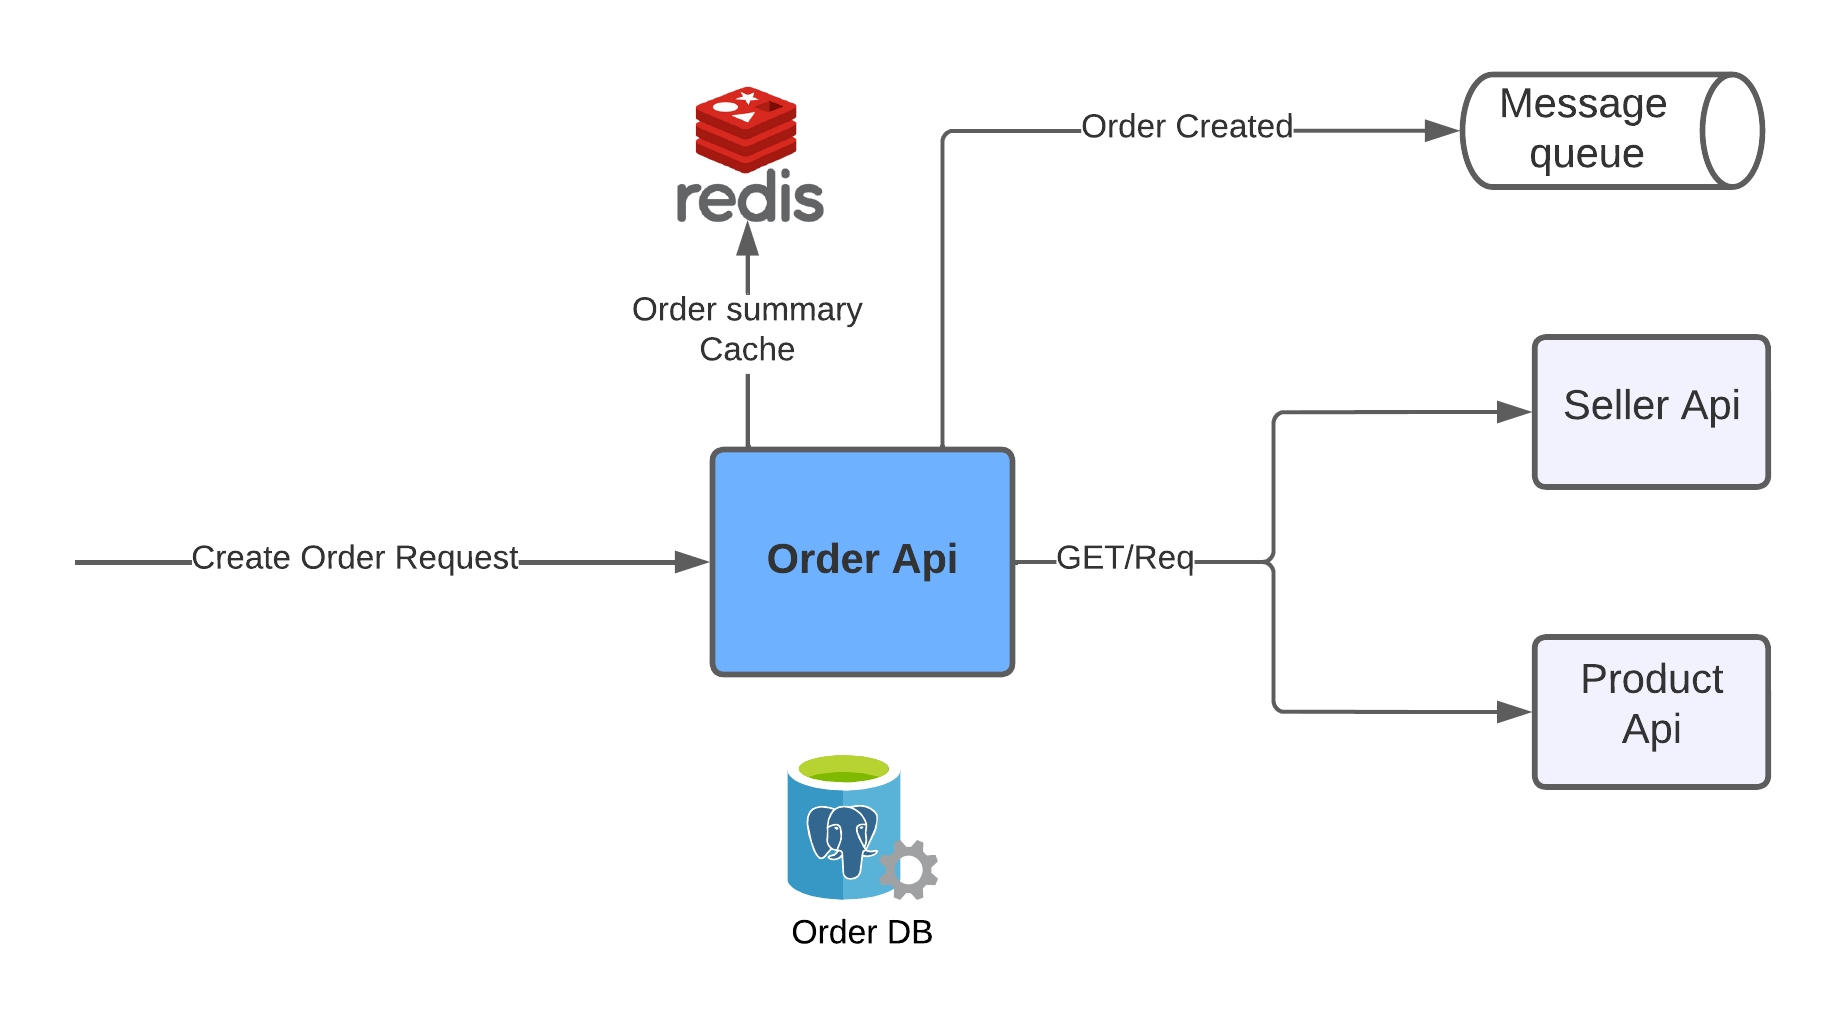 Message
queue
Order Created
redis
Order summary
Cache
Seller Api
Create Order Request
Order Api
GET/Req
Product
Api
Order DB